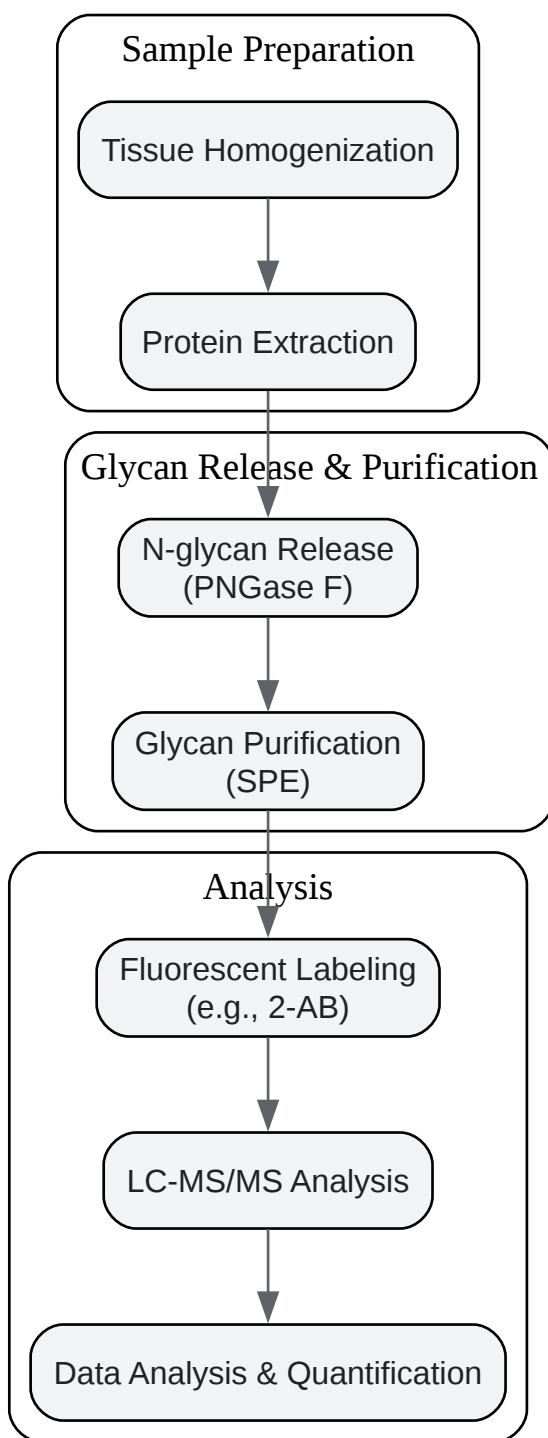 Sample Preparation
Tissue Homogenization
Protein Extraction
Glycan Release & Purification
N-glycan Release
(PNGase F)
Glycan Purification
(SPE)
Analysis
Fluorescent Labeling
(e.g., 2-AB)
LC-MS/MS Analysis
Data Analysis & Quantification